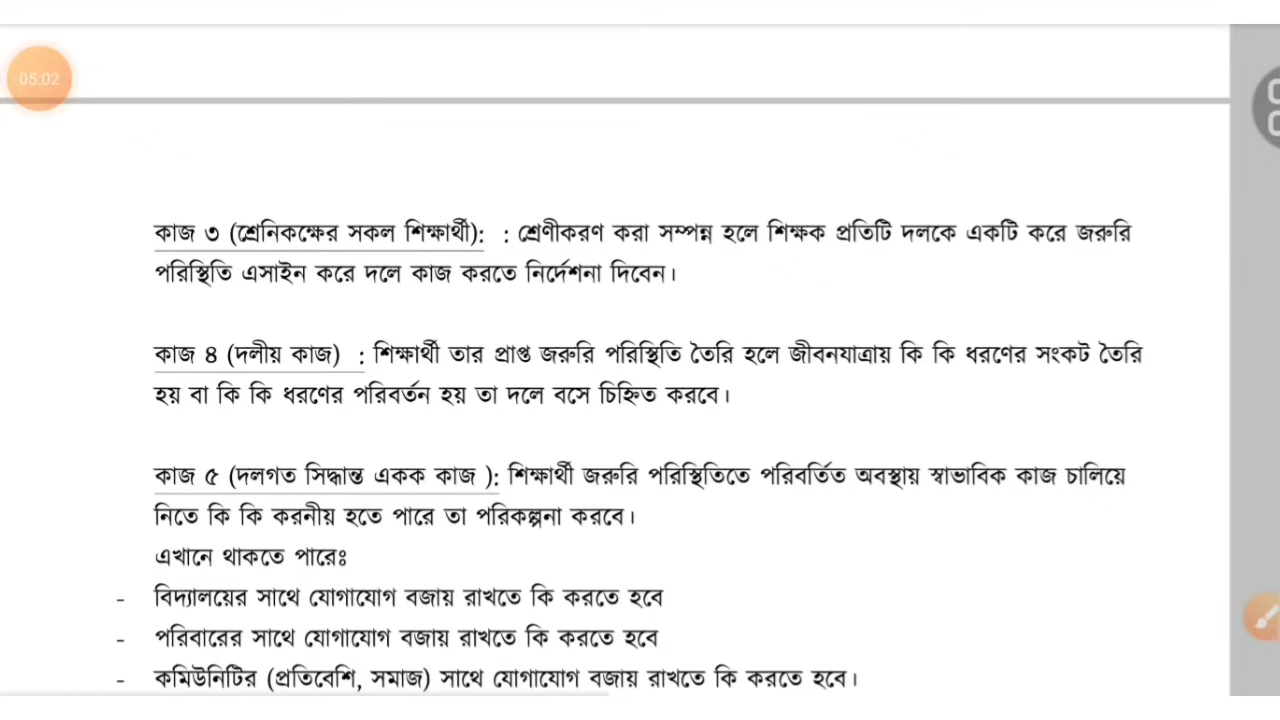 05:02
কাজ ৩ (শ্রেনিকক্ষের সকল শিক্ষার্থী): : শ্রেণীকরণ করা সম্পন্ন হলে শিক্ষক প্রতিটি দলকে একটি করে জরুরি
পরিস্থিতি এসাইন করে দলে কাজ করতে নির্দেশনা দিবেন।
কাজ ৪ (দলীয় কাজ) : শিক্ষার্থী তার প্রাপ্ত জরুরি পরিস্থিতি তৈরি হলে জীবনযাত্রায় কি কি ধরণের সংকট তৈরি
হয় বা কি কি ধরণের পরিবর্তন হয় তা দলে বসে চিহ্নিত করবে।
কাজ ৫ (দলগত সিদ্ধান্ত একক কাজ ): শিক্ষার্থী জরুরি পরিস্থিতিতে পরিবর্তিত অবস্থায় স্বাভাবিক কাজ চালিয়ে
নিতে কি কি করনীয় হতে পারে তা পরিকল্পনা করবে।
এখানে থাকতে পারেঃ
- বিদ্যালয়ের সাথে যোগাযোগ বজায় রাখতে কি করতে হবে
- পরিবারের সাথে যোগাযোগ বজায় রাখতে কি করতে হবে
- কমিউনিটির (প্রতিবেশি, সমাজ) সাথে যোগাযোগ বজায় রাখতে কি করতে হবে।